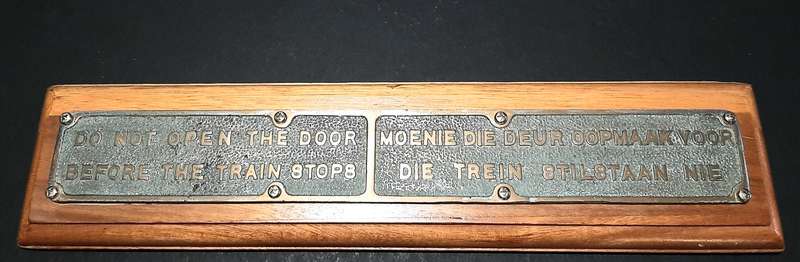 DO NOT OPEN THE DOOR
BEFORE THE TRAIN STOPS
MOENIE DIE DEUR OOPMAAK VOOR
DIE TREIN STILSTAAN NIE